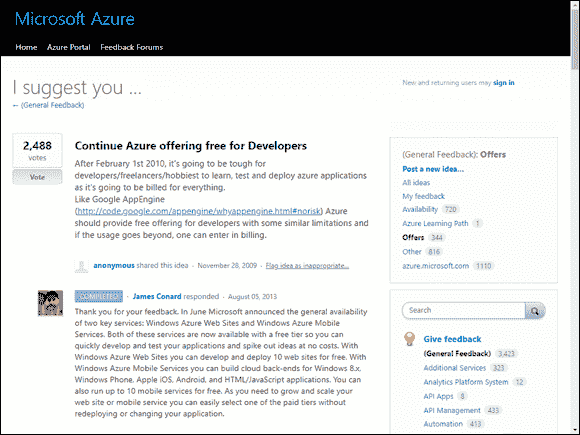 Microsoft Azure
Home Azure Portal Feedback Forums
I suggest you ...
← (General Feedback)
New and returning users may sign in
2,488
votes
Vote
Continue Azure offering free for Developers
After February 1st 2010, it's going to be tough for
developers/freelancers/hobbiest to learn, test and deploy azure applications
as it's going to be billed for everything.
Like Google AppEngine
(http://code.google.com/appengine/whyappengine.html#norisk) Azure
should provide free offering for developers with some similar limitations and
if the usage goes beyond, one can enter in billing.
anonymous shared this idea · November 28, 2009 · Flag idea as inappropriate...
COMPLETED · James Conard responded · August 05, 2013
Thank you for your feedback. In June Microsoft announced the general availability
of two key services: Windows Azure Web Sites and Windows Azure Mobile
Services. Both of these services are now available with a free tier so you can
quickly develop and test your applications and spike out ideas at no costs. With
Windows Azure Web Sites you can develop and deploy 10 web sites for free. With
Windows Azure Mobile Services you can build cloud back-ends for Windows 8.x,
Windows Phone, Apple iOS, Android, and HTML/JavaScript applications. You can
also run up to 10 mobile services for free. As you need to grow and scale your
web site or mobile service you can easily select one of the paid tiers without
redeploying or changing your application.
(General Feedback): Offers
Post a new idea...
All ideas
My feedback
Availability 720
Azure Learning Path 1
Offers 344
Other 816
azure.microsoft.com 1110
Search
Give feedback
(General Feedback) 3,423
Additional Services 323
Analytics Platform System 12
API Apps 8
API Management 433
Automation 413